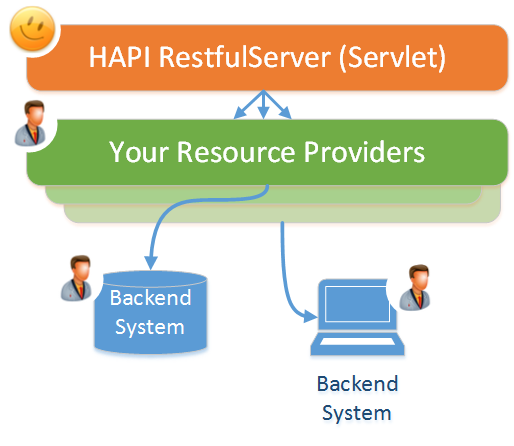 HAPI RestfulServer (Servlet)
Your Resource Providers
Backend
System
Backend
System